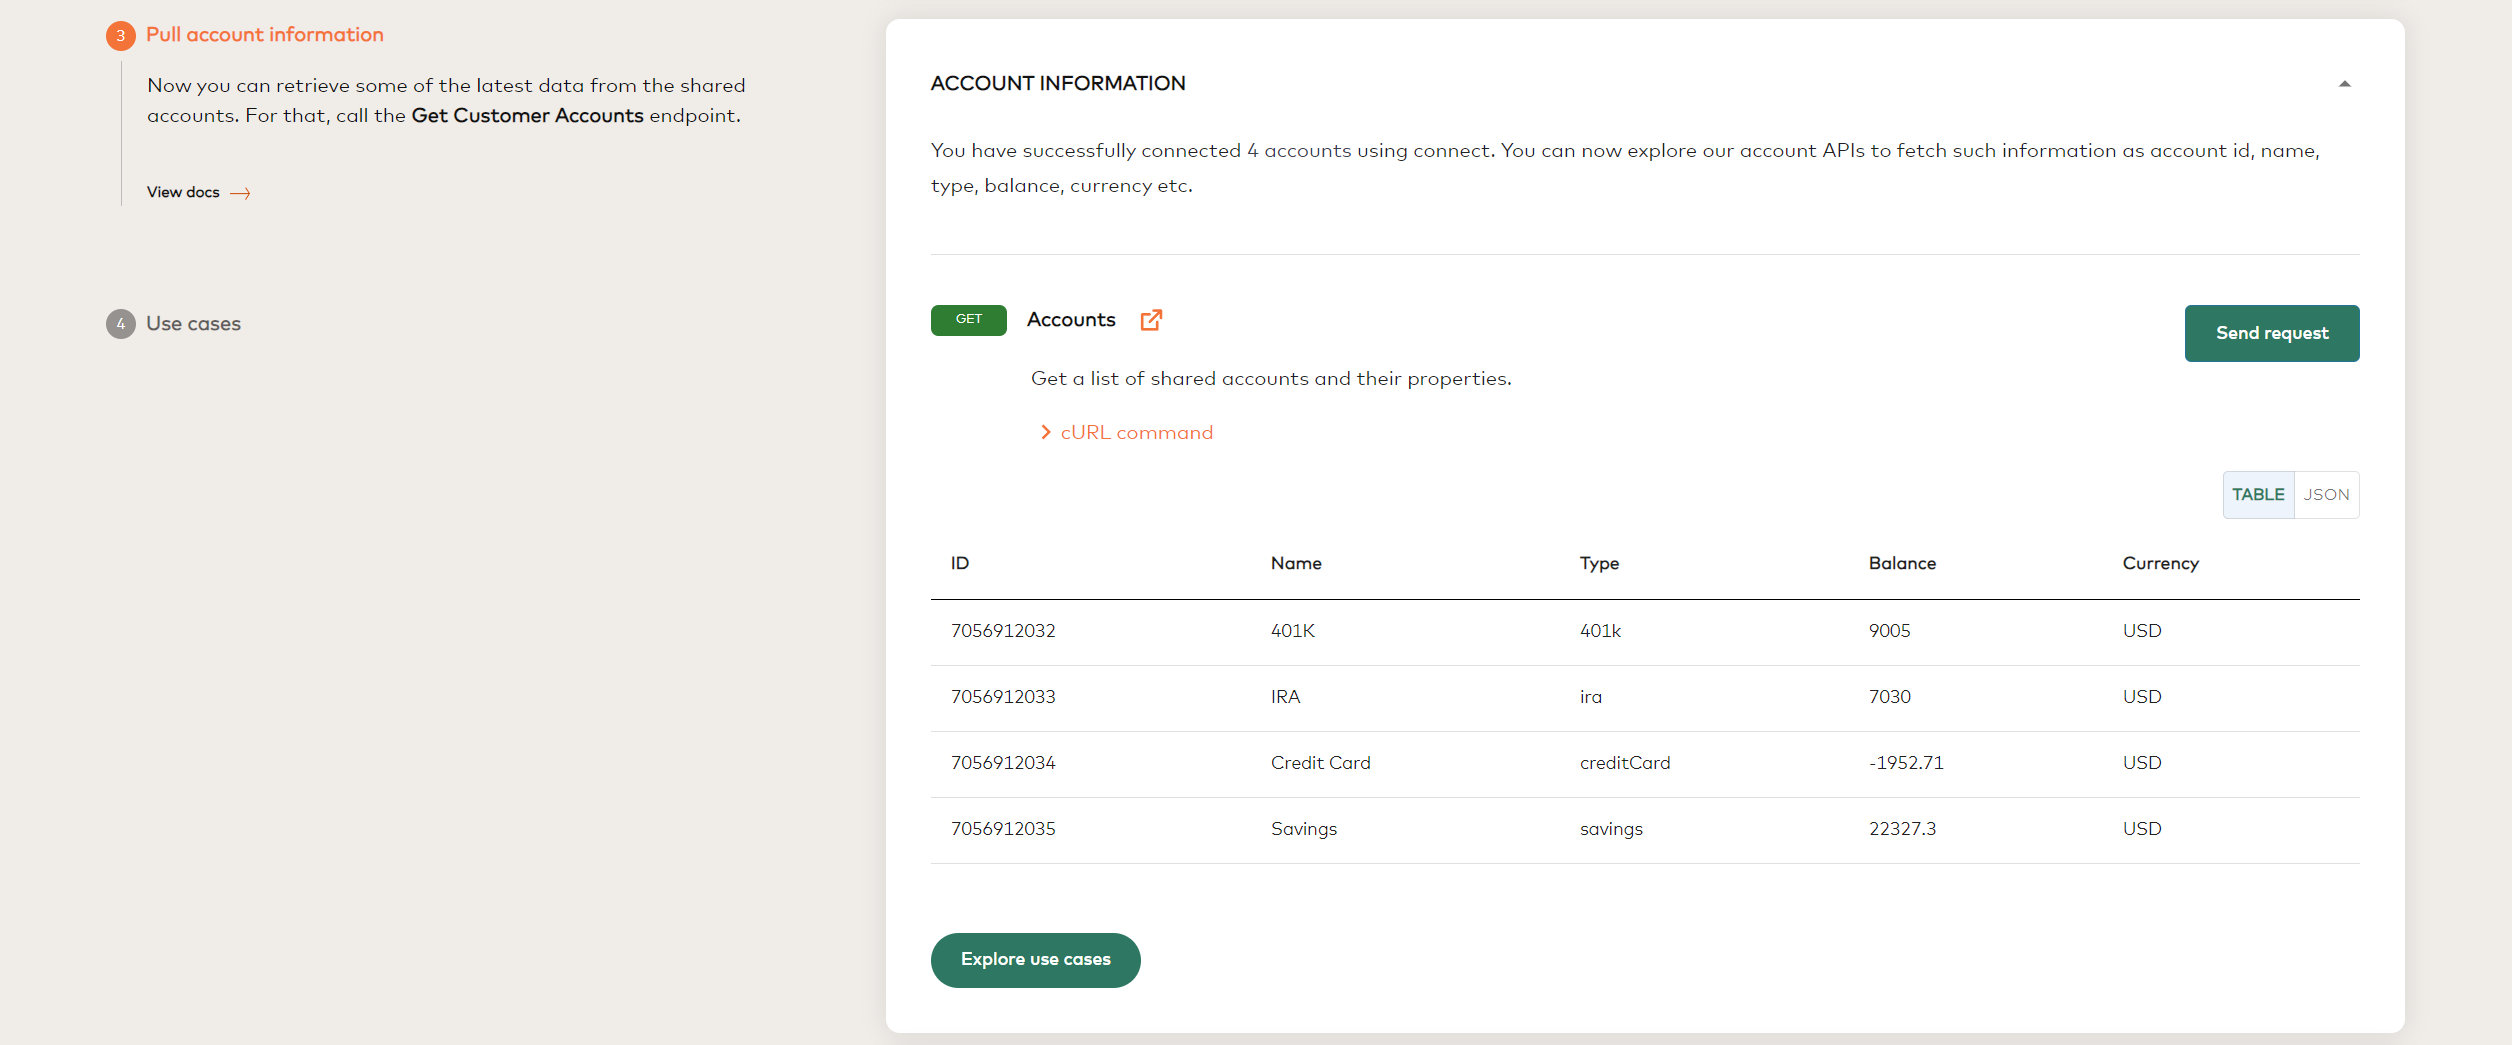 3 Pull account information
Now you can retrieve some of the latest data from the shared
accounts. For that, call the Get Customer Accounts endpoint.
View docs
4 Use cases
ACCOUNT INFORMATION
You have successfully connected 4 accounts using connect. You can now explore our account APIs to fetch such information as account id, name,
type, balance, currency etc.
GET Accounts
Send request
Get a list of shared accounts and their properties.
cURL command
TABLE JSON
ID Name Type Balance Currency
7056912032 401K 401k 9005 USD
7056912033 IRA ira 7030 USD
7056912034 Credit Card creditCard -1952.71 USD
7056912035 Savings savings 22327.3 USD
Explore use cases